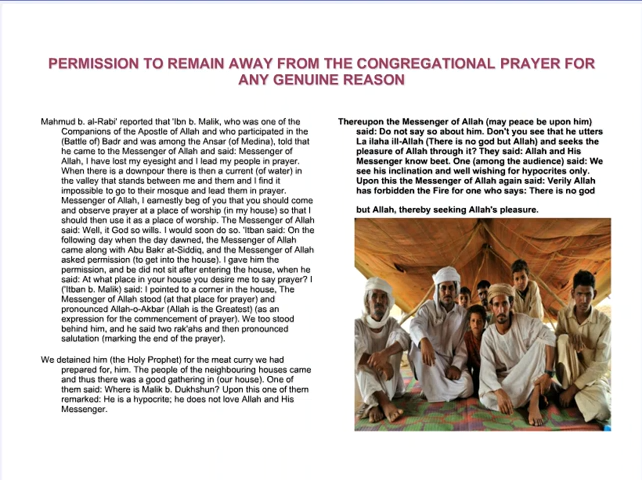 PERMISSION TO REMAIN AWAY FROM THE CONGREGATIONAL PRAYER FOR
ANY GENUINE REASON
Mahmud b. al-Rabi' reported that 'Ibn b. Malik, who was one of the
Companions of the Apostle of Allah and who participated in the
(Battle of) Badr and was among the Ansar (of Medina), told that
he came to the Messenger of Allah and said: Messenger of
Allah, I have lost my eyesight and I lead my people in prayer.
When there is a downpour there is then a current (of water) in
the valley that stands between me and them and I find it
impossible to go to their mosque and lead them in prayer.
Messenger of Allah, I earnestly beg of you that you should come
and observe prayer at a place of worship (in my house) so that I
should then use it as a place of worship. The Messenger of Allah
said: Well, it God so wills. I would soon do so. 'Itban said: On the
following day when the day dawned, the Messenger of Allah
came along with Abu Bakr at-Siddiq, and the Messenger of Allah
asked permission (to get into the house). I gave him the
permission, and be did not sit after entering the house, when he
said: At what place in your house you desire me to say prayer? I
('Itban b. Malik) said: I pointed to a corner in the house, The
Messenger of Allah stood (at that place for prayer) and
pronounced Allah-o-Akbar (Allah is the Greatest) (as an
expression for the commencement of prayer). We too stood
behind him, and he said two rak'ahs and then pronounced
salutation (marking the end of the prayer).
We detained him (the Holy Prophet) for the meat curry we had
prepared for, him. The people of the neighbouring houses came
and thus there was a good gathering in (our house). One of
them said: Where is Malik b. Dukhshun? Upon this one of them
remarked: He is a hypocrite; he does not love Allah and His
Messenger.
Thereupon the Messenger of Allah (may peace be upon him)
said: Do not say so about him. Don't you see that he utters
La ilaha ill-Allah (There is no god but Allah) and seeks the
pleasure of Allah through it? They said: Allah and His
Messenger know beet. One (among the audience) said: We
see his inclination and well wishing for hypocrites only.
Upon this the Messenger of Allah again said: Verily Allah
has forbidden the Fire for one who says: There is no god
but Allah, thereby seeking Allah's pleasure.